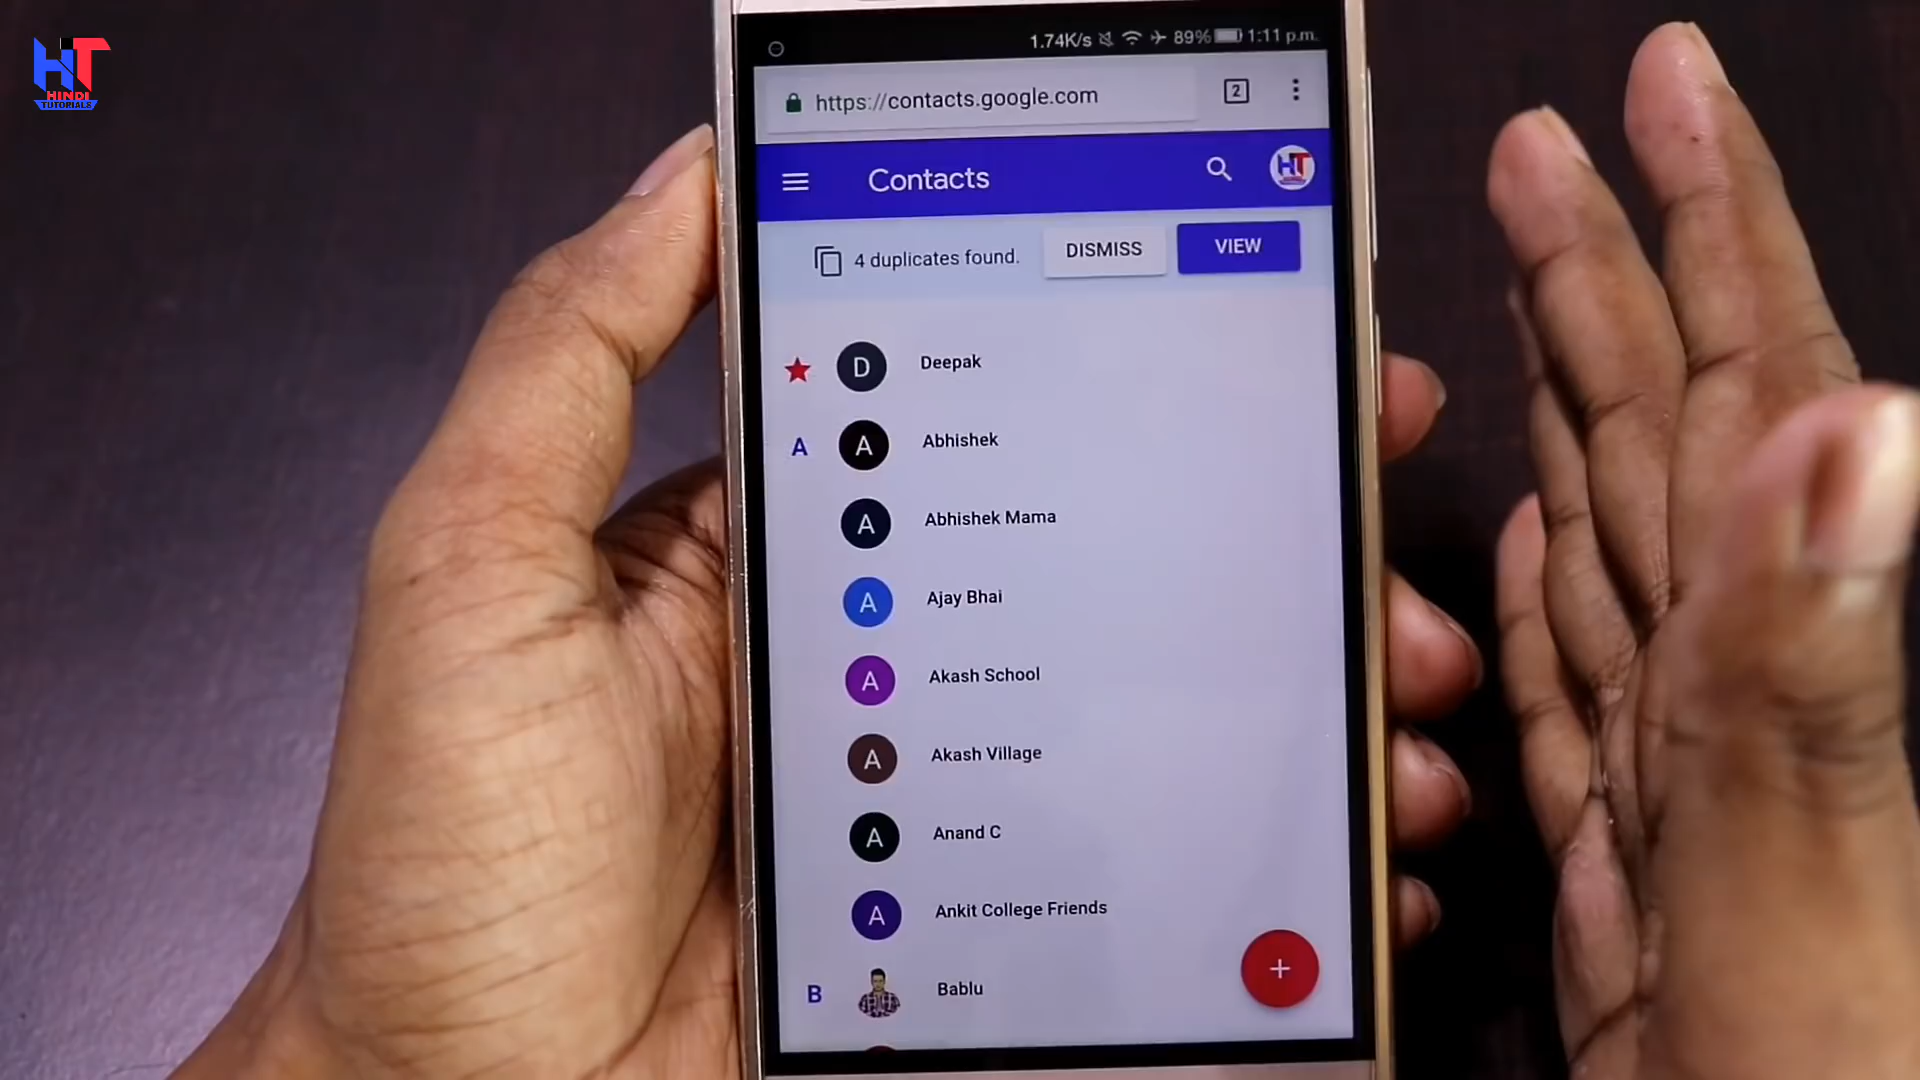 HT
HINDI
TUTORIALS
1.74K/s 89% 1:11 p.m.
https://contacts.google.com 2
Contacts HT
4 duplicates found. DISMISS VIEW
D Deepak
A A Abhishek
A Abhishek Mama
A Ajay Bhai
A Akash School
A Akash Village
A Anand C
A Ankit College Friends
B Bablu
+